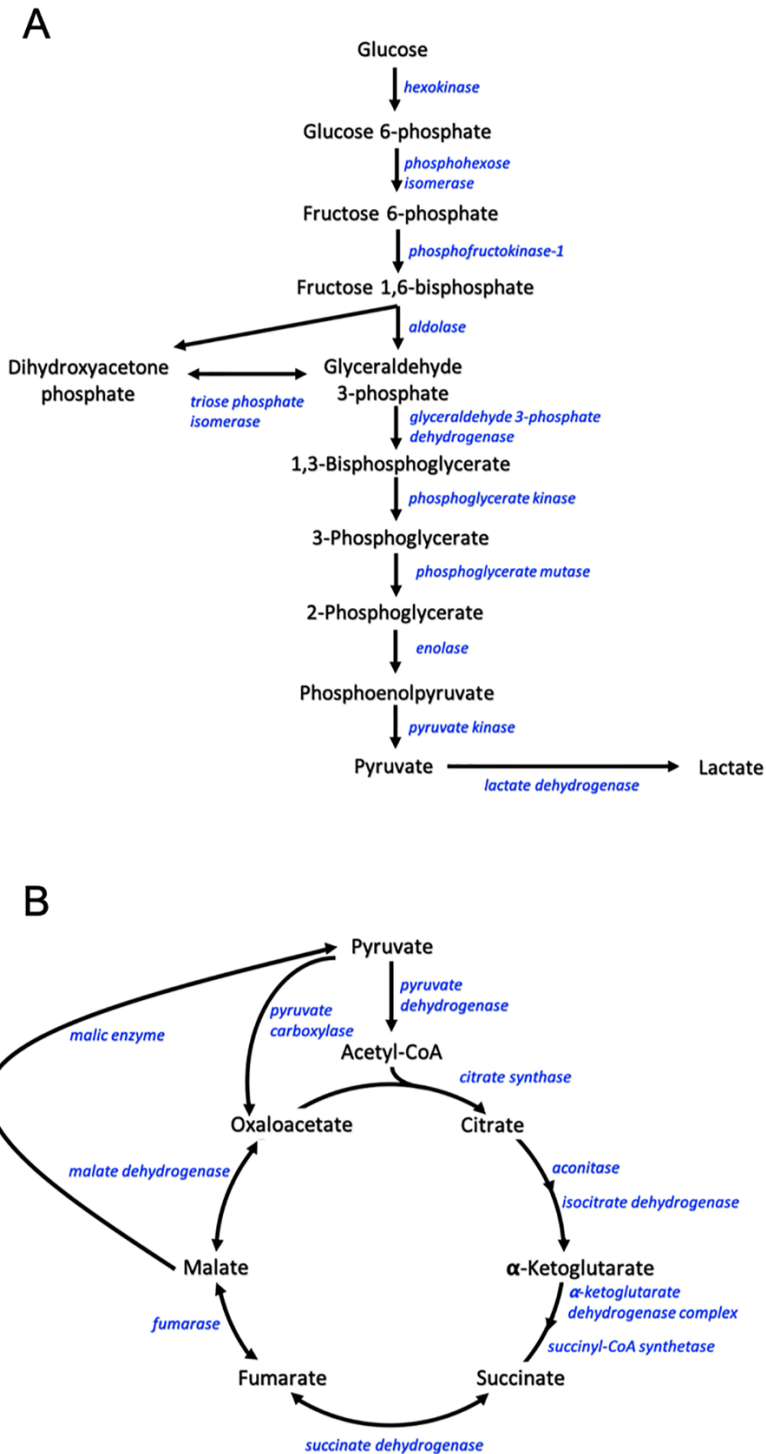 A
Glucose
hexokinase
Glucose 6-phosphate
phosphohexose
isomerase
Fructose 6-phosphate
phosphofructokinase-1
Fructose 1,6-bisphosphate
aldolase
Dihydroxyacetone
phosphate
triose phosphate
isomerase
Glyceraldehyde
3-phosphate
glyceraldehyde 3-phosphate
dehydrogenase
1,3-Bisphosphoglycerate
phosphoglycerate kinase
3-Phosphoglycerate
phosphoglycerate mutase
2-Phosphoglycerate
enolase
Phosphoenolpyruvate
pyruvate kinase
Pyruvate
lactate dehydrogenase
Lactate
B
Pyruvate
pyruvate
dehydrogenase
pyruvate
carboxylase
malic enzyme
Acetyl-CoA
citrate synthase
Oxaloacetate
Citrate
malate dehydrogenase
aconitase
isocitrate dehydrogenase
Malate
α-Ketoglutarate
α-ketoglutarate
dehydrogenase complex
fumarase
succinyl-CoA synthetase
Fumarate
Succinate
succinate dehydrogenase